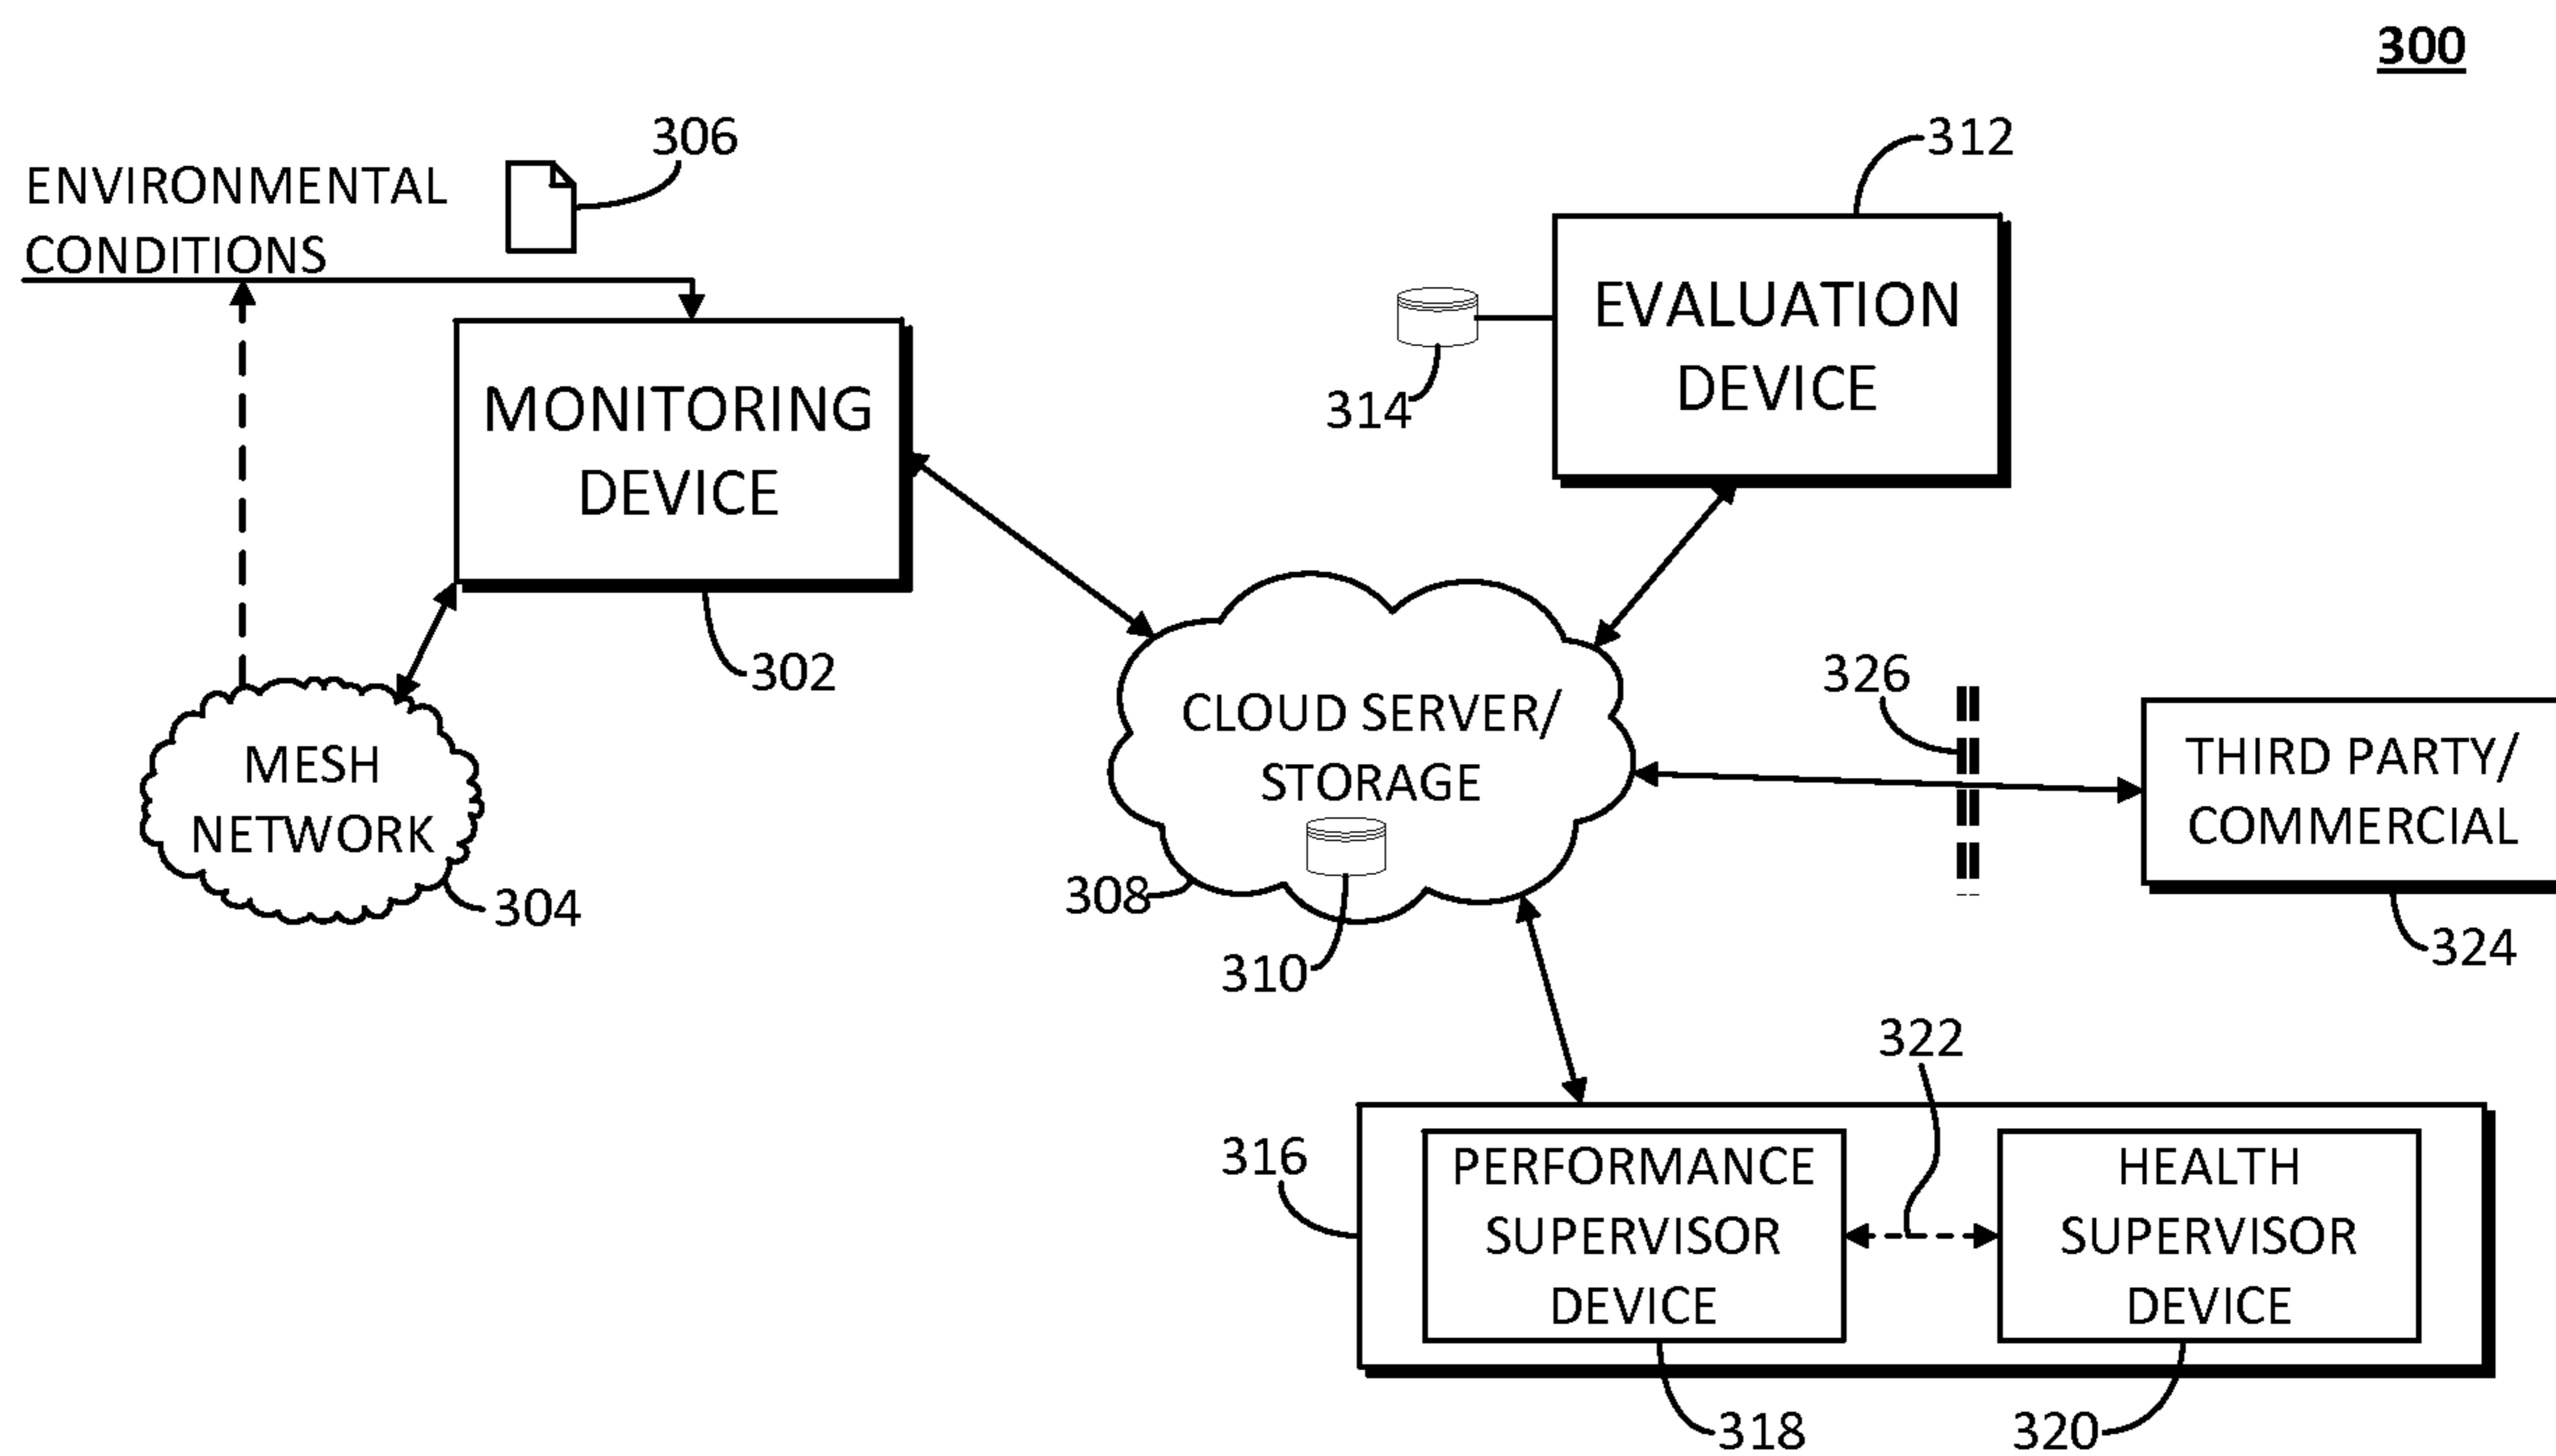 300
306
ENVIRONMENTAL
CONDITIONS
312
EVALUATION
DEVICE
314
MONITORING
DEVICE
302
MESH
NETWORK
304
CLOUD SERVER/
STORAGE
308
310
326
THIRD PARTY/
COMMERCIAL
324
322
316
PERFORMANCE
SUPERVISOR
DEVICE
HEALTH
SUPERVISOR
DEVICE
318
320